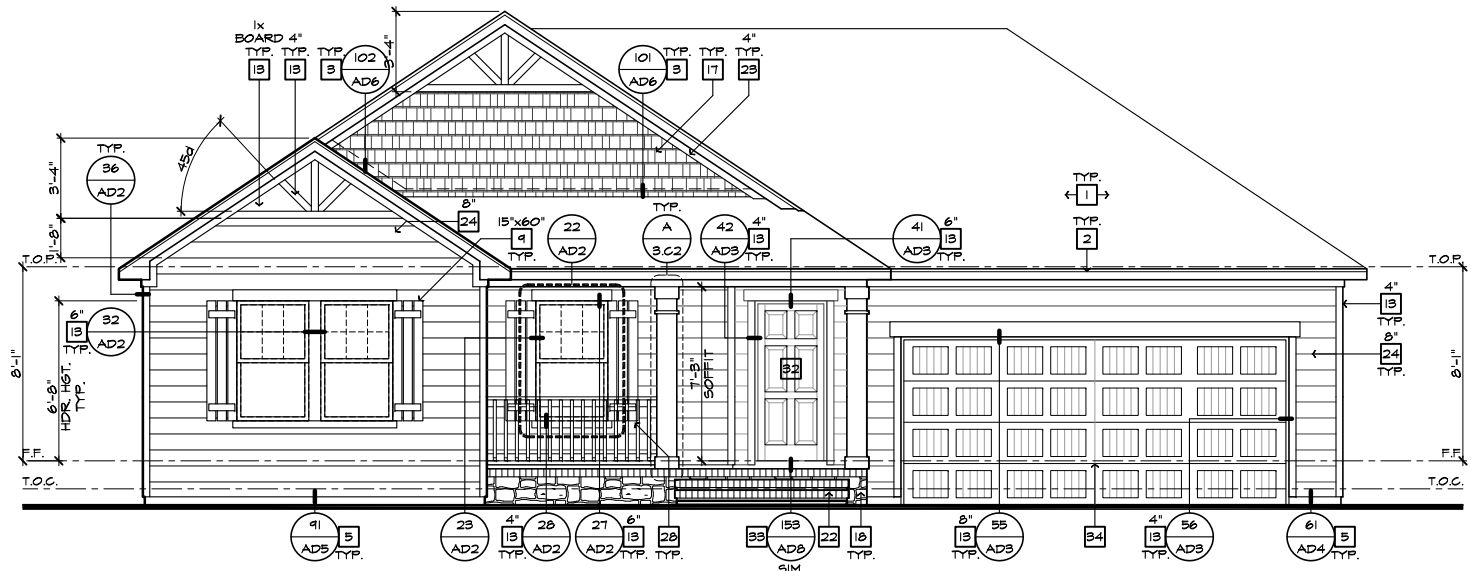 1x
BOARD 4"
TYP. TYP. TYP.
13 13 3
102
AD6
3'-4"
101
AD6
TYP.
3
TYP.
17
4"
TYP.
23
TYP.
36
AD2
45d
3'-4"
1'-8"
8"
24
15"x60"
9
TYP.
22
AD2
TYP.
A
3.C2
42
AD3
4"
13
TYP.
41
AD3
6"
13
TYP.
TYP.
1
TYP.
2
T.O.P.
T.O.P.
6"
13
TYP.
32
AD2
8'-1"
6'-8"
HDR. HGT.
TYP.
7'-3"
SOFFIT
32
4"
13
TYP.
8"
24
TYP.
8'-1"
F.F.
F.F.
T.O.C.
T.O.C.
91
AD5
5
TYP.
23
AD2
4"
13
TYP.
28
AD2
27
AD2
6"
13
TYP.
28
TYP.
33
153
AD8
SIM
22
18
TYP.
8"
13
TYP.
55
AD3
34
4"
13
TYP.
56
AD3
61
AD4
5
TYP.